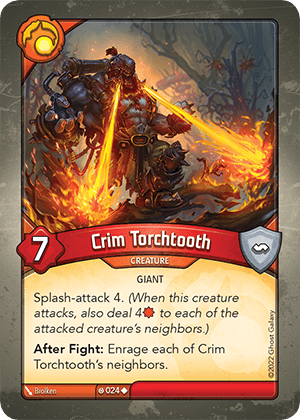 7
Crim Torchtooth
CREATURE
GIANT
Splash-attack 4. (When this creature
attacks, also deal 4 to each of the
attacked creature's neighbors.)
After Fight: Enrage each of Crim
Torchtooth's neighbors.
©2022 Ghost Galaxy
Brolken
024